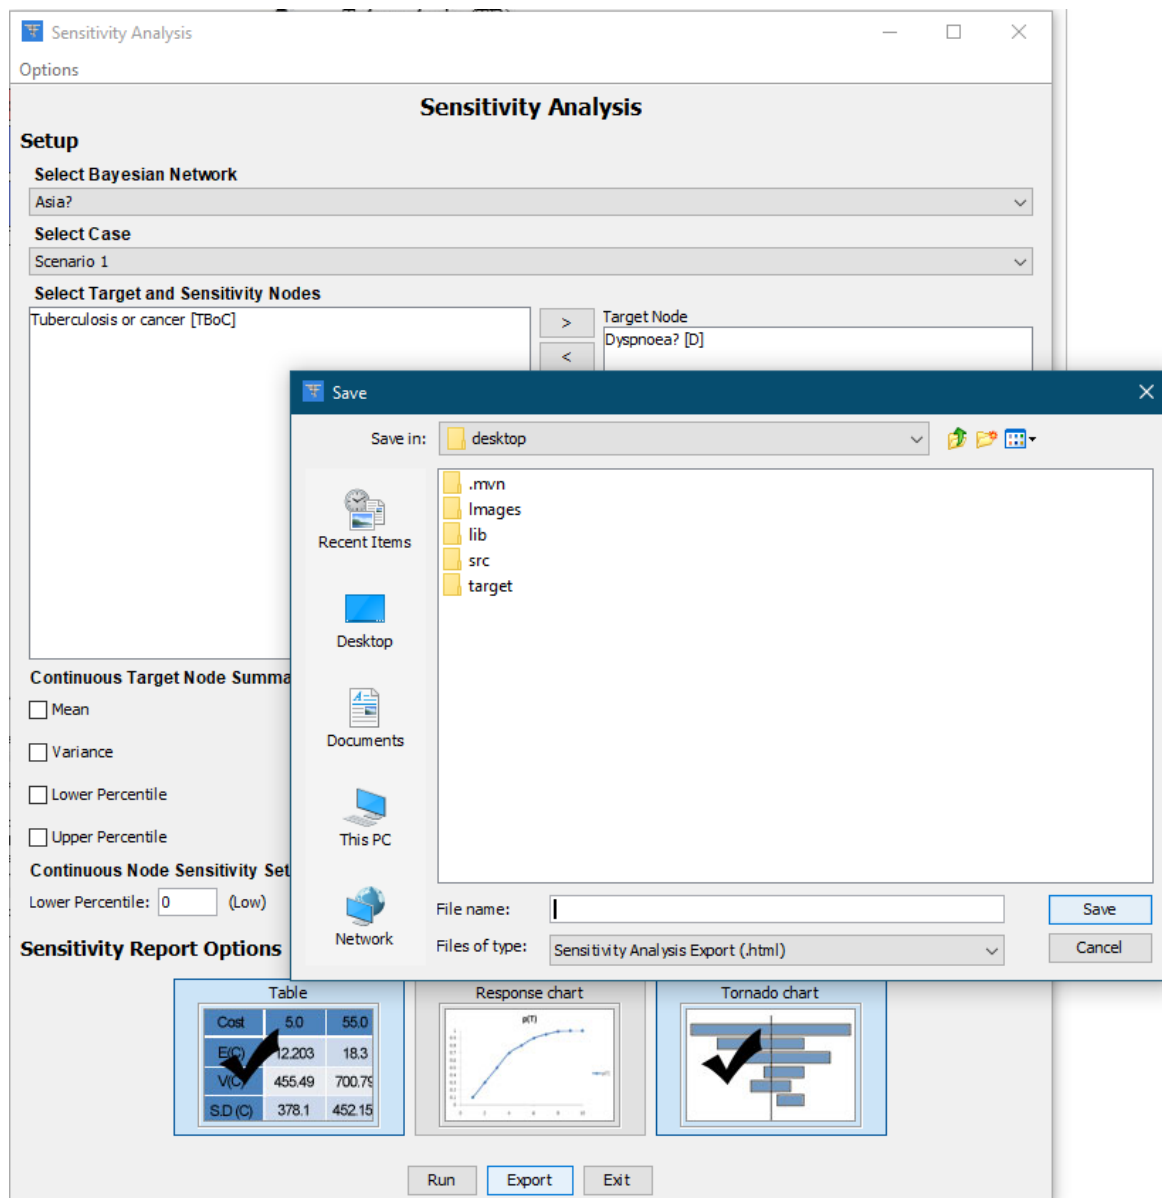 Sensitivity Analysis
Options
Sensitivity Analysis
Setup
Select Bayesian Network
Asia?
Select Case
Scenario 1
Select Target and Sensitivity Nodes
Tuberculosis or cancer [TBoC]
>
<
Target Node
Dyspnoea? [D]
Save
Save in:
desktop
Recent Items
Desktop
Documents
This PC
Network
.mvn
Images
lib
src
target
File name:
Save
Files of type:
Sensitivity Analysis Export (.html)
Cancel
Continuous Target Node Summa
Mean
Variance
Lower Percentile
Upper Percentile
Continuous Node Sensitivity Set
Lower Percentile: 0 (Low)
Sensitivity Report Options
Table
Cost 5.0 55.0
E(C) 12.203 18.3
V(C) 455.49 700.79
S.D (C) 378.1 452.15
Response chart
p(T)
Tornado chart
Run
Export
Exit